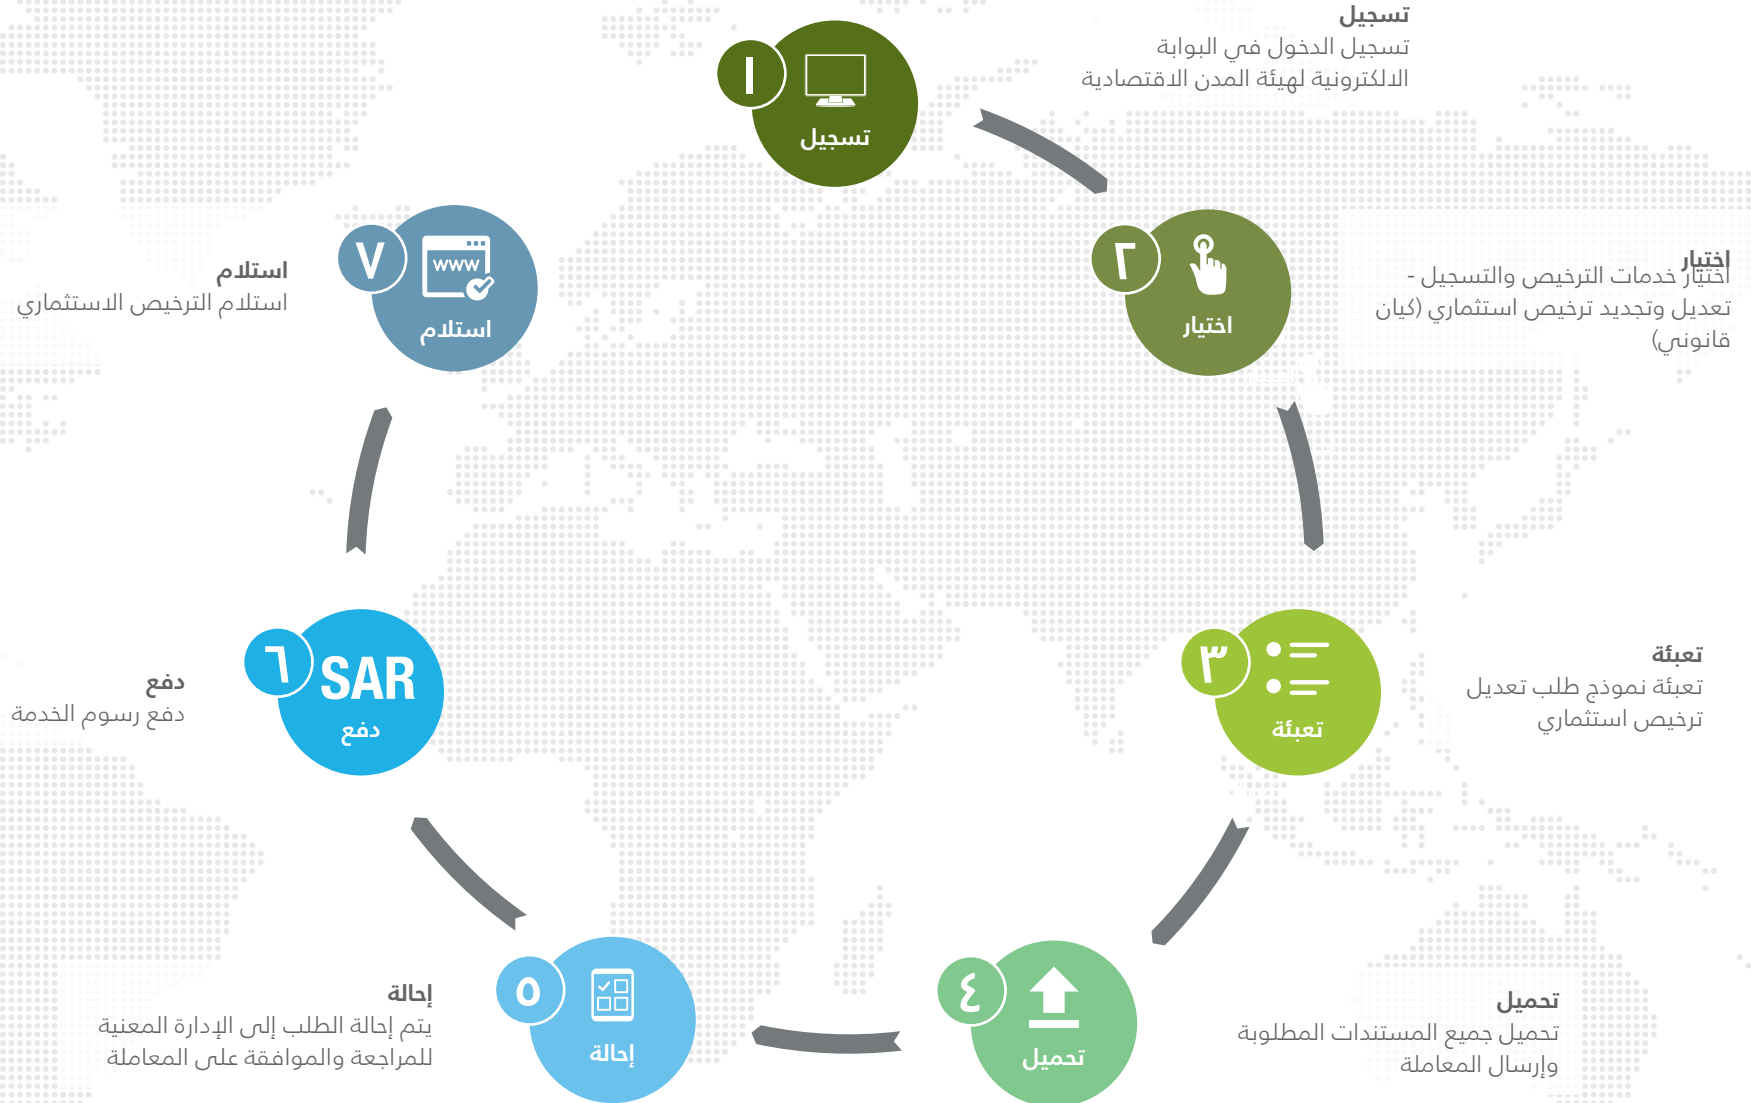 تسجيل
تسجيل الدخول في البوابة
الالكترونية لهيئة المدن الاقتصادية
١
تسجيل
اختيار
اختيار خدمات الترخيص والتسجيل -
تعديل وتجديد ترخيص استثماري (كيان
قانوني)
٢
اختيار
تعبئة
تعبئة نموذج طلب تعديل
ترخيص استثماري
٣
تعبئة
تحميل
تحميل جميع المستندات المطلوبة
وإرسال المعاملة
٤
تحميل
إحالة
يتم إحالة الطلب إلى الإدارة المعنية
للمراجعة والموافقة على المعاملة
٥
إحالة
دفع
دفع رسوم الخدمة
٦
SAR
دفع
استلام
استلام الترخيص الاستثماري
٧
www
استلام